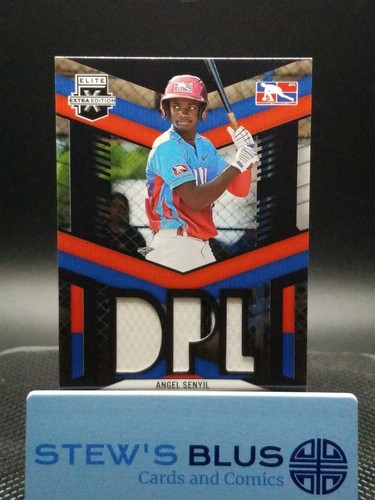 ELITE
X
EXTRA EDITION
DPL
ANGEL SENYIL
STEW'S BLUS
Cards and Comics